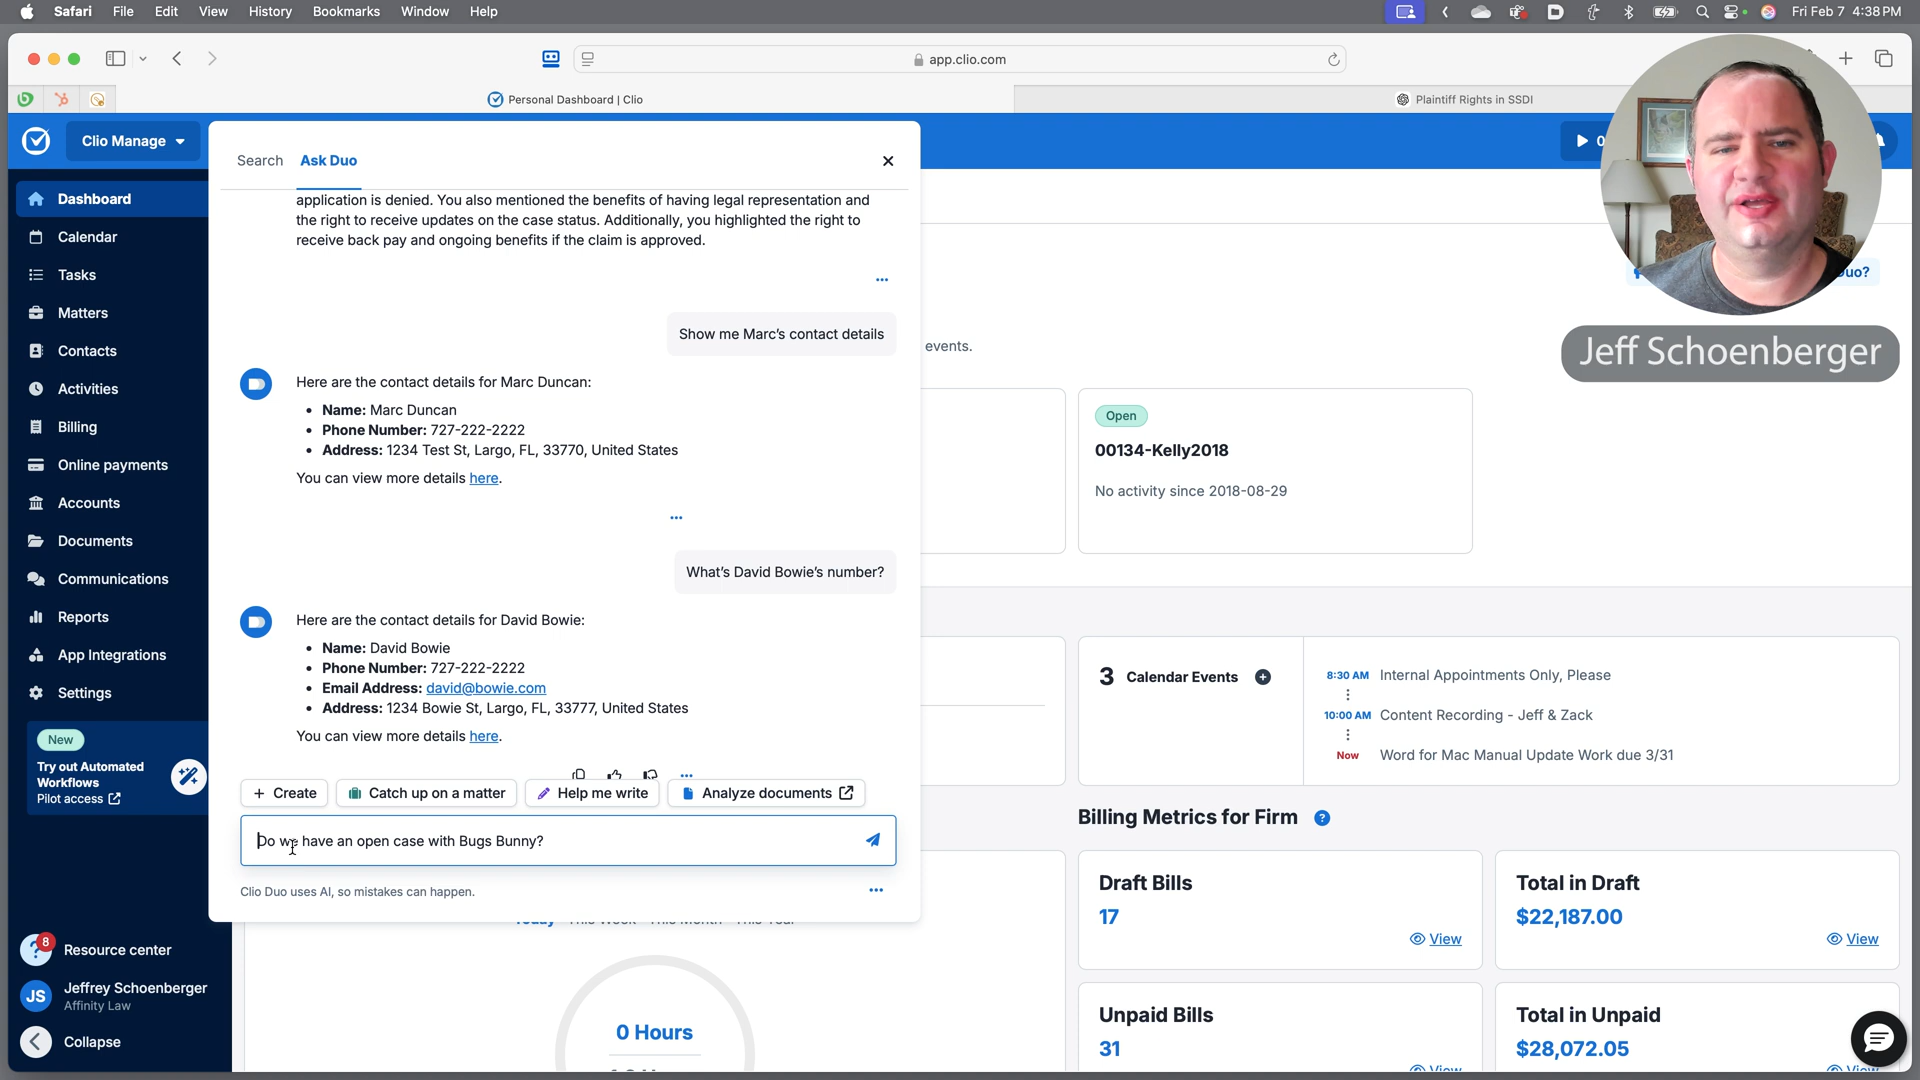 Safari File Edit View History Bookmarks Window Help
Fri Feb 7 4:38 PM
app.clio.com
Personal Dashboard | Clio
Plaintiff Rights in SSDI
Clio Manage
Search Ask Duo
Dashboard
Calendar
Tasks
Matters
Contacts
Activities
Billing
Online payments
Accounts
Documents
Communications
Reports
App Integrations
Settings
New
Try out Automated
Workflows
Pilot access
8
Resource center
JS
Jeffrey Schoenberger
Affinity Law
Collapse
application is denied. You also mentioned the benefits of having legal representation and
the right to receive updates on the case status. Additionally, you highlighted the right to
receive back pay and ongoing benefits if the claim is approved.
Show me Marc's contact details
Here are the contact details for Marc Duncan:
• Name: Marc Duncan
• Phone Number: 727-222-2222
• Address: 1234 Test St, Largo, FL, 33770, United States
You can view more details here.
What's David Bowie's number?
Here are the contact details for David Bowie:
• Name: David Bowie
• Phone Number: 727-222-2222
• Email Address: david@bowie.com
• Address: 1234 Bowie St, Largo, FL, 33777, United States
You can view more details here.
+ Create
Catch up on a matter
Help me write
Analyze documents
Do we have an open case with Bugs Bunny?
Clio Duo uses AI, so mistakes can happen.
0 Hours
Duo?
Jeff Schoenberger
events.
Open
00134-Kelly2018
No activity since 2018-08-29
3 Calendar Events
8:30 AM Internal Appointments Only, Please
10:00 AM Content Recording - Jeff & Zack
Now Word for Mac Manual Update Work due 3/31
Billing Metrics for Firm ?
Draft Bills
17
View
Total in Draft
$22,187.00
View
Unpaid Bills
31
View
Total in Unpaid
$28,072.05
View